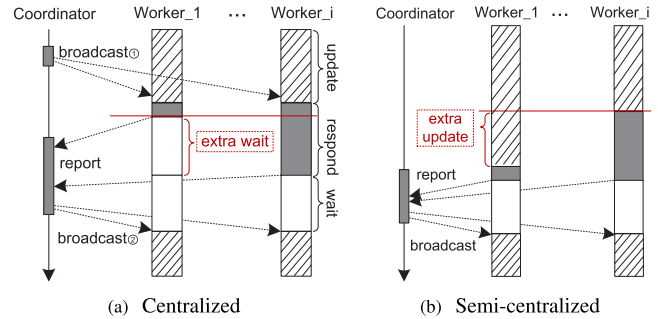 Coordinator Worker_1 ... Worker_i
broadcast①
update
extra wait
respond
report
wait
broadcast②
(a) Centralized
Coordinator Worker_1 ... Worker_i
extra
update
report
broadcast
(b) Semi-centralized